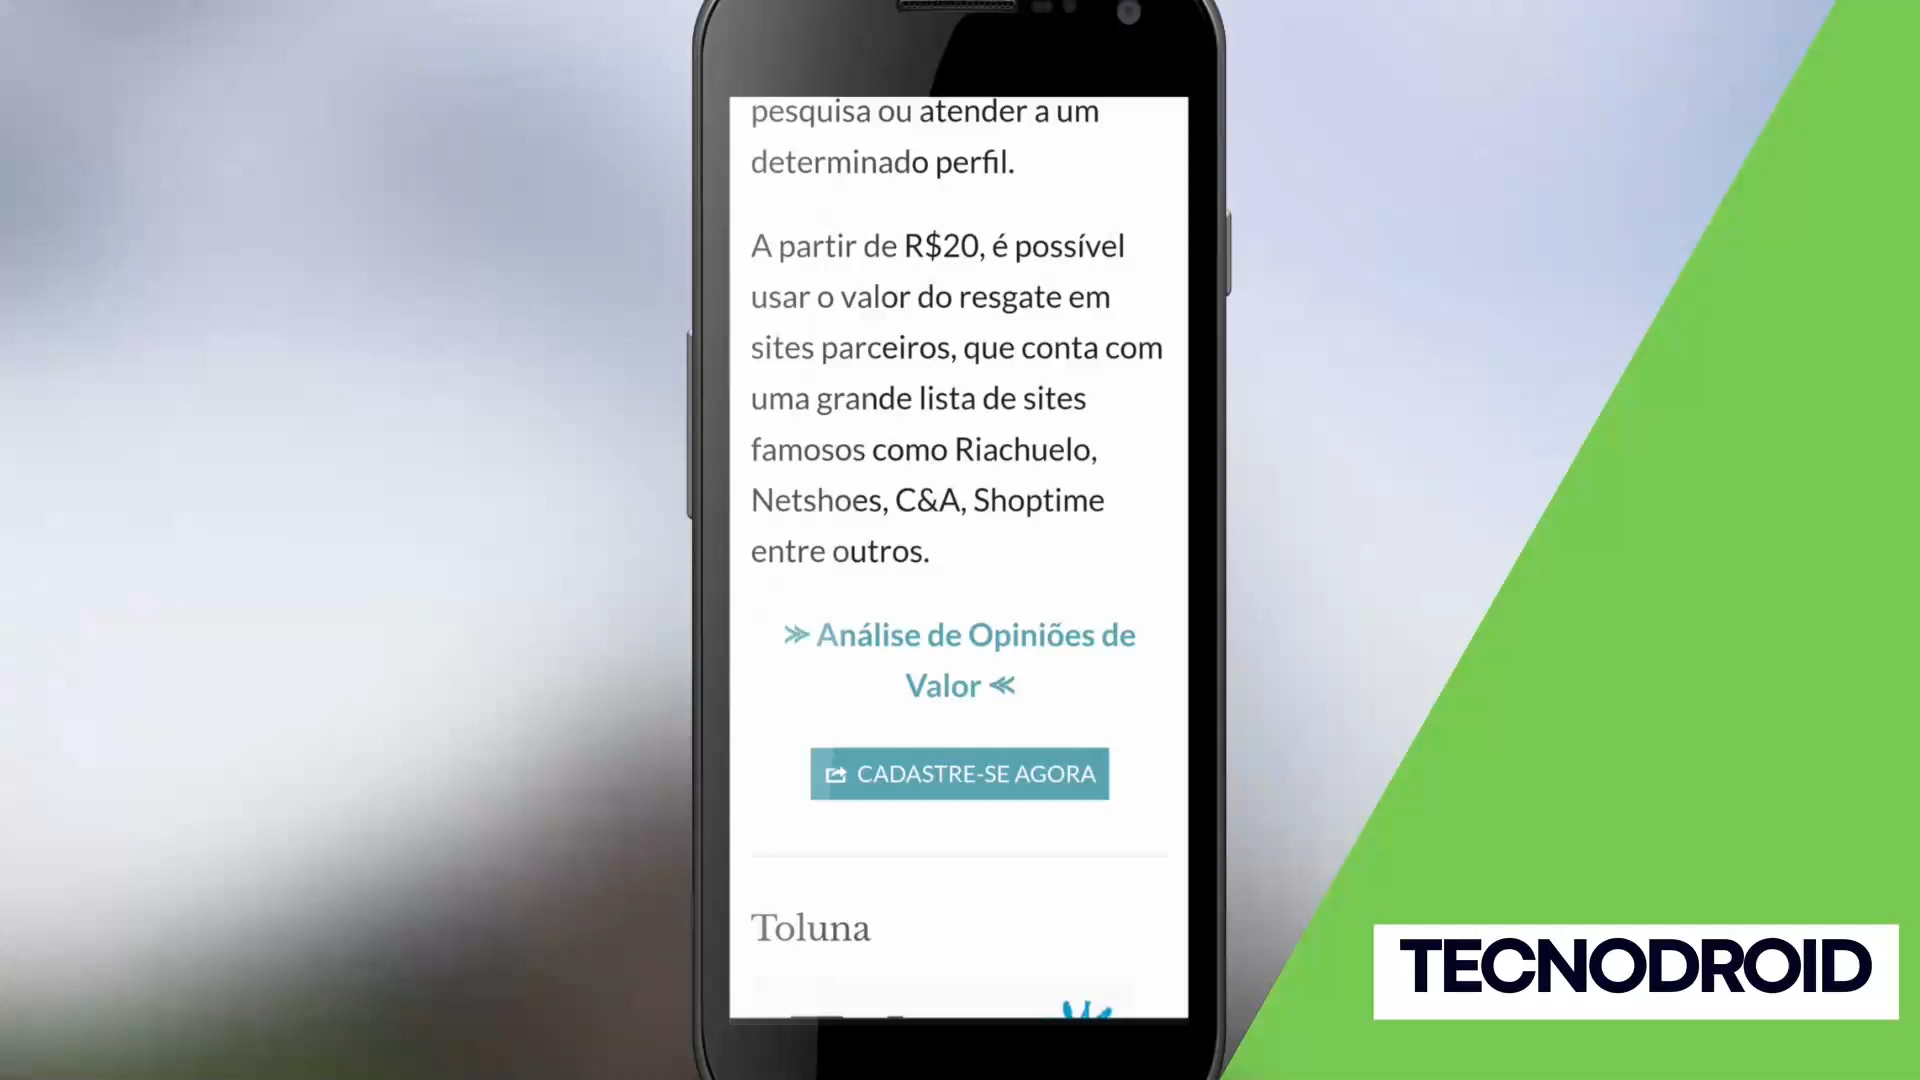 pesquisa ou atender a um
determinado perfil.
A partir de R$20, é possível
usar o valor do resgate em
sites parceiros, que conta com
uma grande lista de sites
famosos como Riachuelo,
Netshoes, C&A, Shoptime
entre outros.
≫ Análise de Opiniões de
Valor ≪
CADASTRE-SE AGORA
Toluna
TECNODROID